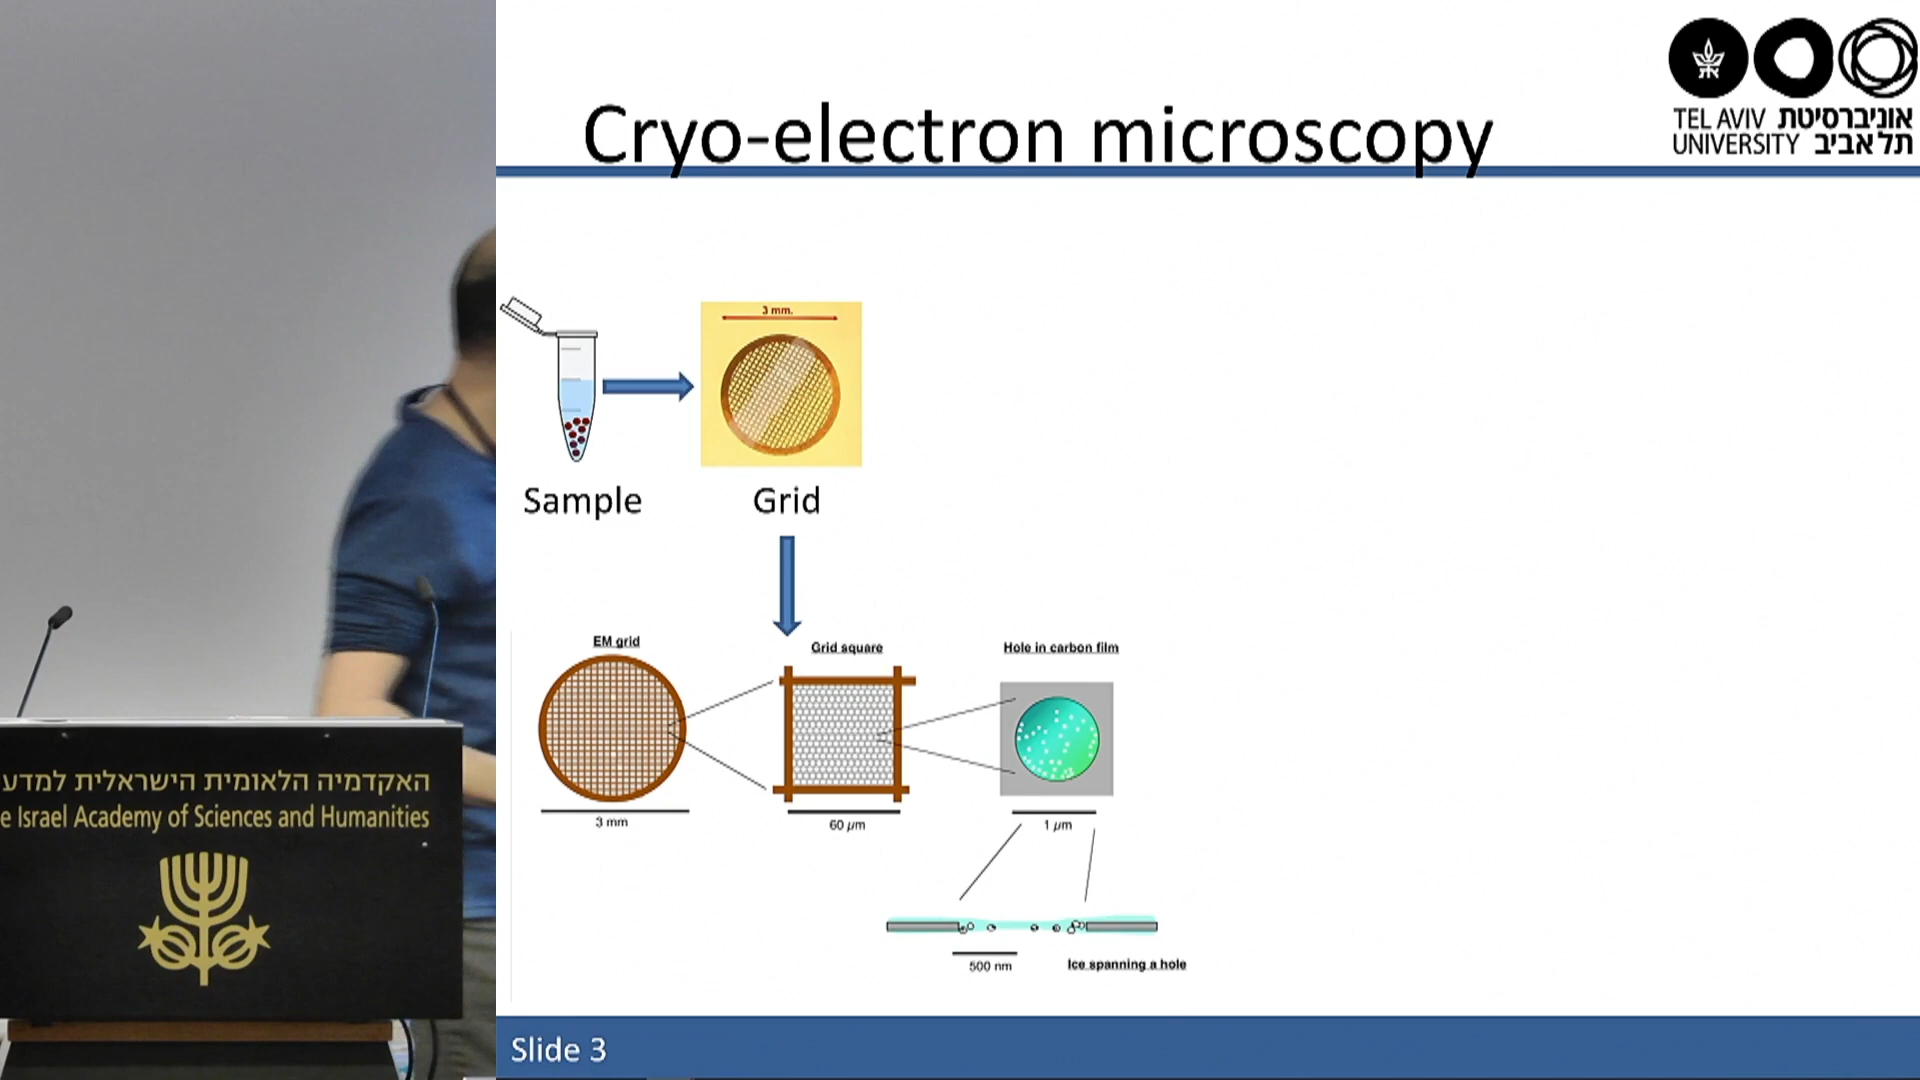 Cryo-electron microscopy
TEL AVIV אוניברסיטת
UNIVERSITY תל אביב
3 mm.
Sample
Grid
EM grid
Grid square
Hole in carbon film
3 mm
60 µm
1 µm
500 nm
Ice spanning a hole
Slide 3
האקדמיה הלאומית הישראלית למדע
e Israel Academy of Sciences and Humanities